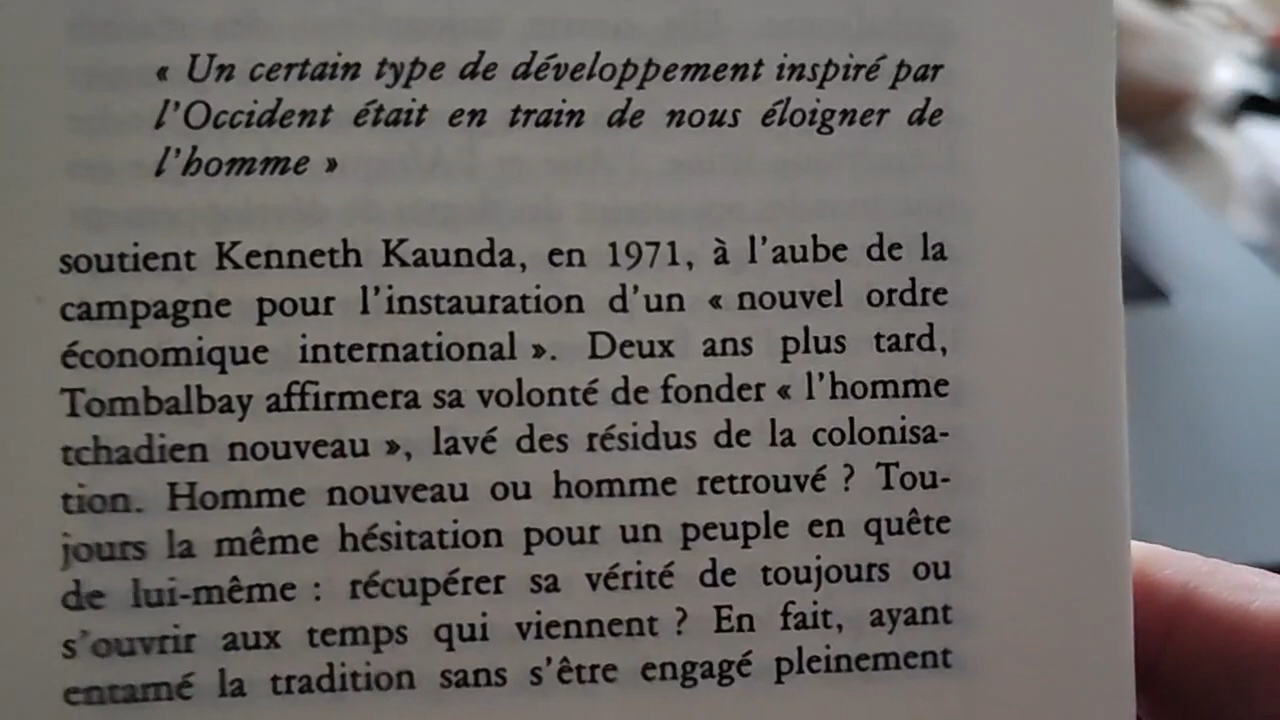 « Un certain type de développement inspiré par
l'Occident était en train de nous éloigner de
l'homme »
soutient Kenneth Kaunda, en 1971, à l'aube de la
campagne pour l'instauration d'un « nouvel ordre
économique international ». Deux ans plus tard,
Tombalbay affirmera sa volonté de fonder « l'homme
tchadien nouveau », lavé des résidus de la colonisa-
tion. Homme nouveau ou homme retrouvé ? Tou-
jours la même hésitation pour un peuple en quête
de lui-même : récupérer sa vérité de toujours ou
s'ouvrir aux temps qui viennent ? En fait, ayant
entamé la tradition sans s'être engagé pleinement